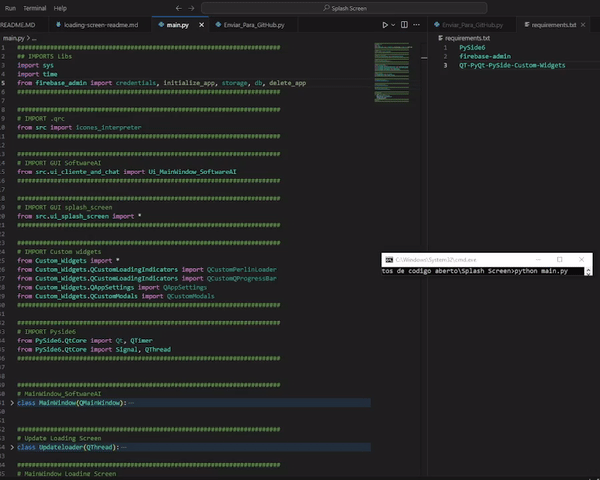 Run Terminal Help
Splash Screen
README.MD loading-screen-readme.md main.py Enviar_Para_GitHub.py
main.py > ...
1 ################################################################
2 ## IMPORTS Libs
3 import sys
4 import time
5 from firebase_admin import credentials, initialize_app, storage, db, delete_app
################################################################
################################################################
# IMPORT .qrc
from src import icones_interpreter
################################################################
################################################################
# IMPORT GUI SoftwareAI
from src.ui_cliente_and_chat import Ui_MainWindow_SoftwareAI
################################################################
################################################################
# IMPORT GUI splash_screen
from src.ui_splash_screen import *
################################################################
################################################################
# IMPORT Custom widgets
from Custom_Widgets import *
from Custom_Widgets.QCustomLoadingIndicators import QCustomPerlinLoader
from Custom_Widgets.QCustomLoadingIndicators import QCustomQProgressBar
from Custom_Widgets.QAppSettings import QAppSettings
from Custom_Widgets.QCustomModals import QCustomModals
################################################################
################################################################
# IMPORT Pyside6
from PySide6.QtCore import Qt, QTimer
from PySide6.QtCore import Signal, QThread
################################################################
################################################################
# MainWindow_SoftwareAI
class MainWindow(QMainWindow):
################################################################
# Update Loading Screen
class Updateloader(QThread):
################################################################
# MainWindow Loading Screen
Enviar_Para_GitHub.py requirements.txt
requirements.txt
1 PySide6
2 firebase-admin
3 QT-PyQt-PySide-Custom-Widgets
C:\Windows\System32\cmd.exe
tos de codigo aberto\Splash Screen>python main.py